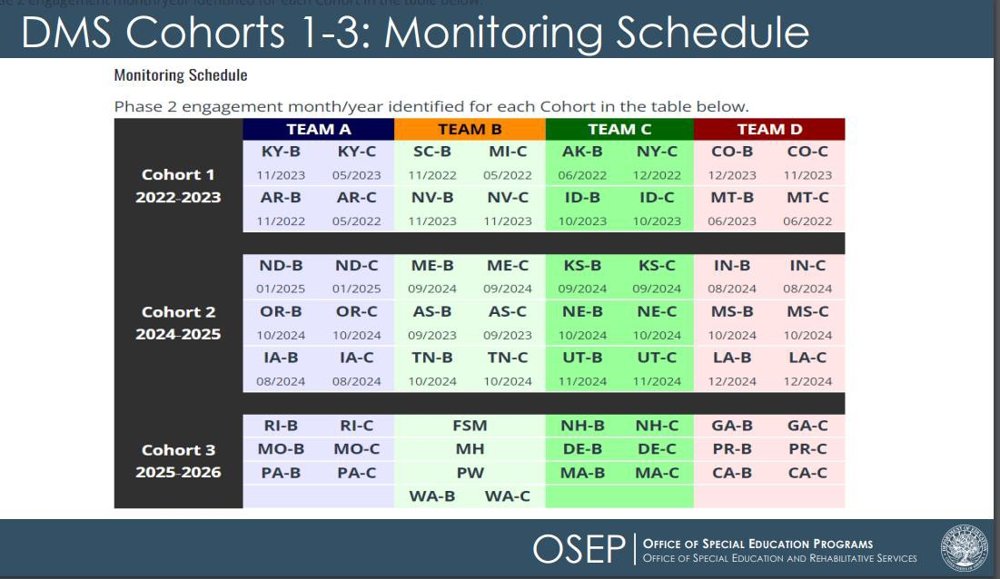 se 2 engagement month/year identified for each Cohort in the table below.
DMS Cohorts 1-3: Monitoring Schedule
Monitoring Schedule
Phase 2 engagement month/year identified for each Cohort in the table below.
TEAM A TEAM B TEAM C TEAM D
KY-B KY-C SC-B MI-C AK-B NY-C CO-B CO-C
Cohort 1
11/2023 05/2023 11/2022 05/2022 06/2022 12/2022 12/2023 11/2023
2022-2023
AR-B AR-C NV-B NV-C ID-B ID-C MT-B MT-C
11/2022 05/2022 11/2023 11/2023 10/2023 10/2023 06/2023 06/2022
ND-B ND-C ME-B ME-C KS-B KS-C IN-B IN-C
01/2025 01/2025 09/2024 09/2024 09/2024 09/2024 08/2024 08/2024
Cohort 2
OR-B OR-C AS-B AS-C NE-B NE-C MS-B MS-C
2024-2025
10/2024 10/2024 09/2023 09/2023 10/2024 10/2024 10/2024 10/2024
IA-B IA-C TN-B TN-C UT-B UT-C LA-B LA-C
08/2024 08/2024 10/2024 10/2024 11/2024 11/2024 12/2024 12/2024
RI-B RI-C FSM NH-B NH-C GA-B GA-C
Cohort 3
MO-B MO-C MH DE-B DE-C PR-B PR-C
2025-2026
PA-B PA-C PW MA-B MA-C CA-B CA-C
WA-B WA-C
OSEP
OFFICE OF SPECIAL EDUCATION PROGRAMS
OFFICE OF SPECIAL EDUCATION AND REHABILITATIVE SERVICES